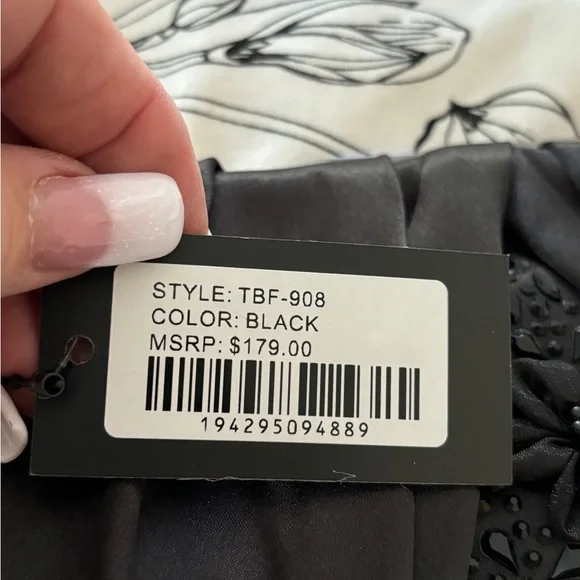 STYLE: TBF-908
COLOR: BLACK
MSRP: $179.00
194295094889